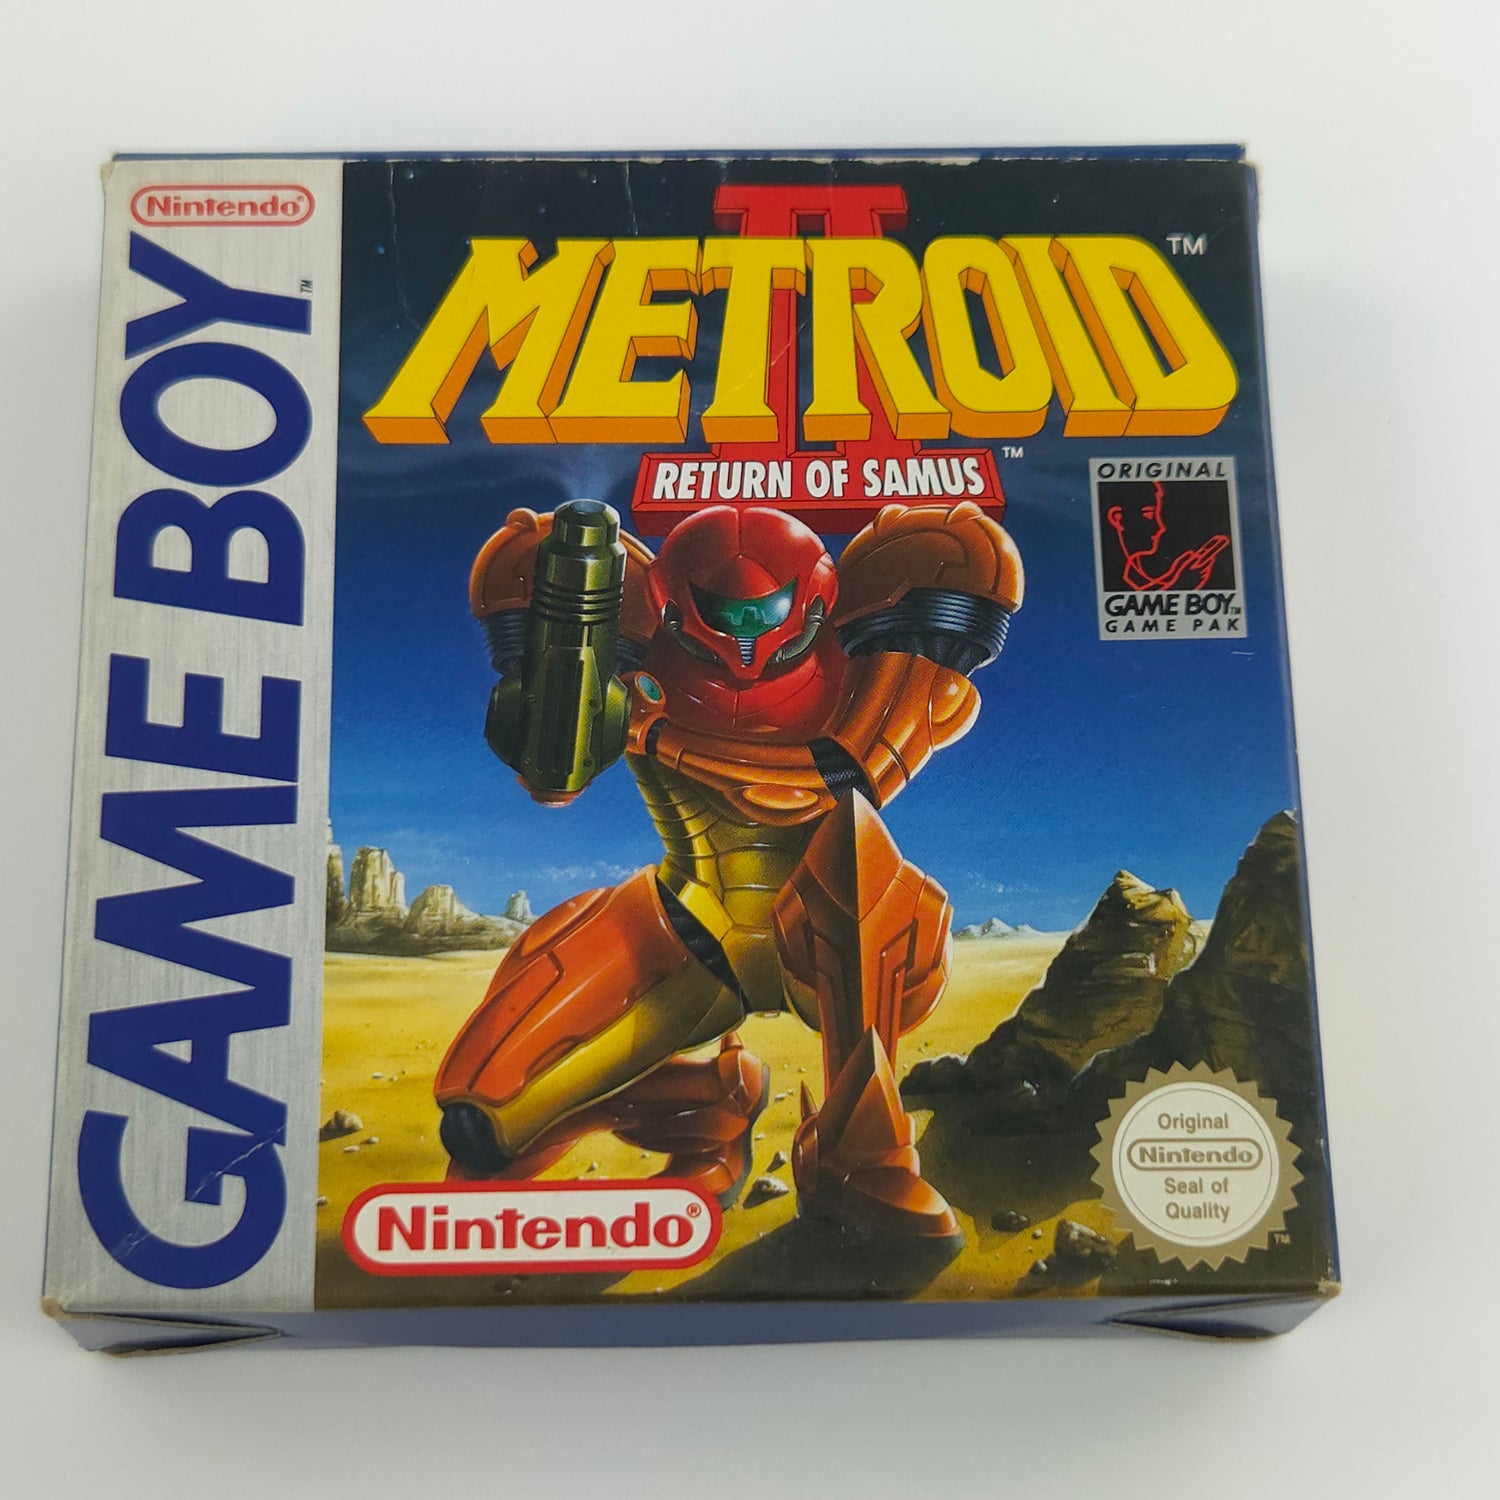 Nintendo®
GAME BOY™
II
METROID™
RETURN OF SAMUS™
ORIGINAL
GAME BOY™
GAME PAK
Nintendo®
Original
Nintendo
Seal of
Quality
TM